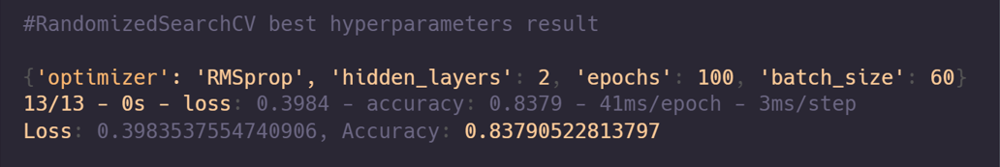 #RandomizedSearchCV best hyperparameters result
{'optimizer': 'RMSprop', 'hidden_layers': 2, 'epochs': 100, 'batch_size': 60}
13/13 - 0s - loss: 0.3984 - accuracy: 0.8379 - 41ms/epoch - 3ms/step
Loss: 0.3983537554740906, Accuracy: 0.83790522813797